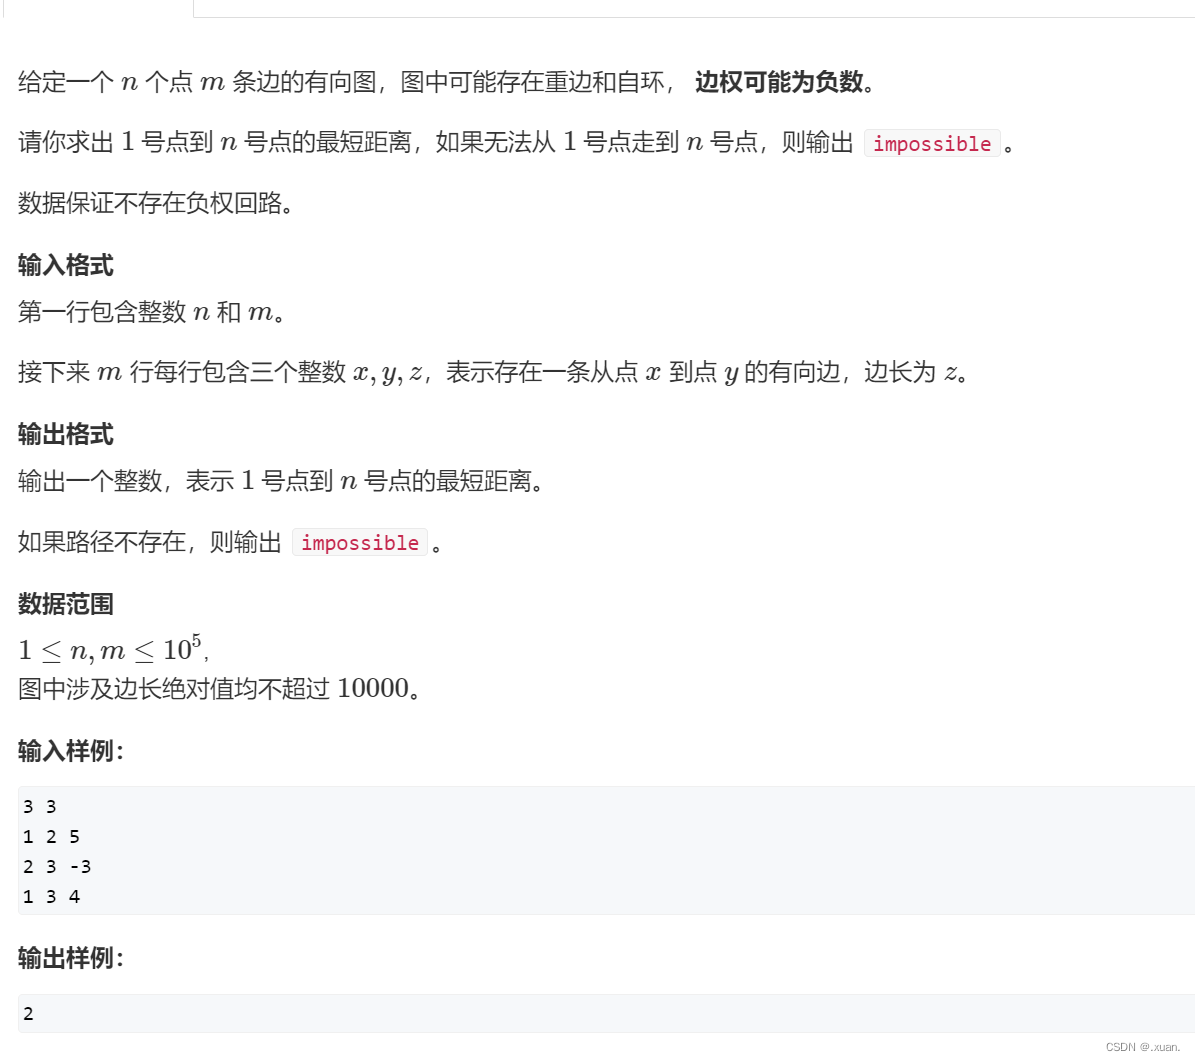 给定一个 n 个点 m 条边的有向图，图中可能存在重边和自环， 边权可能为负数。
请你求出 1 号点到 n 号点的最短距离，如果无法从 1 号点走到 n 号点，则输出 impossible 。
数据保证不存在负权回路。
输入格式
第一行包含整数 n 和 m。
接下来 m 行每行包含三个整数 x, y, z，表示存在一条从点 x 到点 y 的有向边，边长为 z。
输出格式
输出一个整数，表示 1 号点到 n 号点的最短距离。
如果路径不存在，则输出 impossible 。
数据范围
1 ≤ n, m ≤ 10⁵,
图中涉及边长绝对值均不超过 10000。
输入样例：
3 3
1 2 5
2 3 -3
1 3 4
输出样例：
2
CSDN @.xuan.